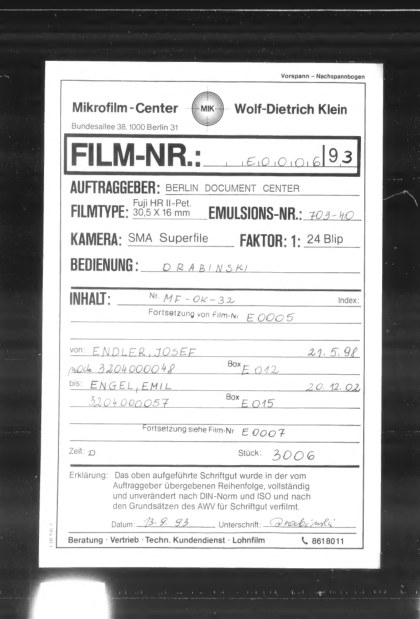 Vorspann – Nachspannbogen
Mikrofilm-Center MIK Wolf-Dietrich Klein
Bundesallee 38, 1000 Berlin 31
FILM-NR.: E0006 93
AUFTRAGGEBER: BERLIN DOCUMENT CENTER
FILMTYPE: Fuji HR II-Pet. 30,5 X 16 mm EMULSIONS-NR.: 709-40
KAMERA: SMA Superfile FAKTOR: 1: 24 Blip
BEDIENUNG: DRABINSKI
INHALT: Nr. MF-OK-32 Index:
Fortsetzung von Film-Nr. E0005
von: ENDLER, JOSEF 21.5.98
3204000048 Box E012
bis: ENGEL, EMIL 20.12.02
3204000057 Box E015
Fortsetzung siehe Film-Nr. E0007
Zeit: D Stück: 3006
Erklärung: Das oben aufgeführte Schriftgut wurde in der vom
Auftraggeber übergebenen Reihenfolge, vollständig
und unverändert nach DIN-Norm und ISO und nach
den Grundsätzen des AWV für Schriftgut verfilmt.
Datum: 13.9.93 Unterschrift: Drabinski
Beratung · Vertrieb · Techn. Kundendienst · Lohnfilm 8618011